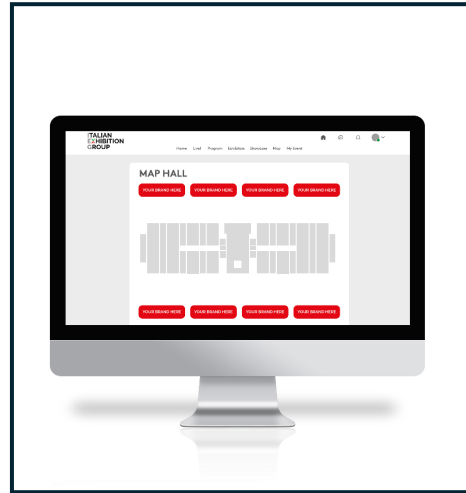 ITALIAN
EXHIBITION
GROUP
Home Live! Program Exhibitors Showcase Map My Event
MAP HALL
YOUR BRAND HERE YOUR BRAND HERE YOUR BRAND HERE YOUR BRAND HERE
YOUR BRAND HERE YOUR BRAND HERE YOUR BRAND HERE YOUR BRAND HERE